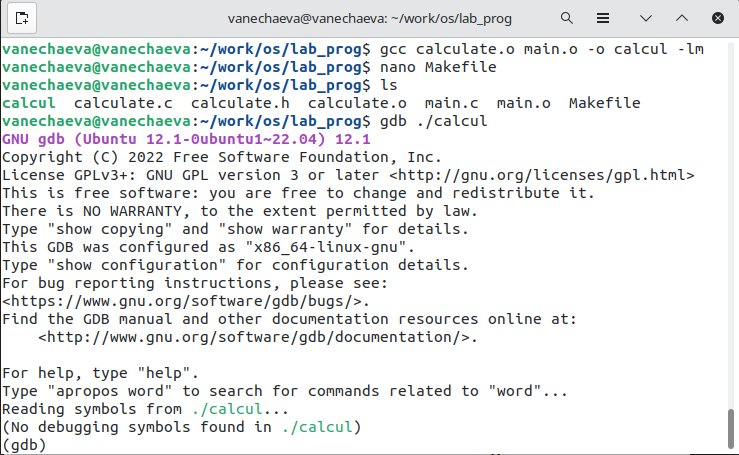 vanechaeva@vanechaeva: ~/work/os/lab_prog
vanechaeva@vanechaeva:~/work/os/lab_prog$ gcc calculate.o main.o -o calcul -lm
vanechaeva@vanechaeva:~/work/os/lab_prog$ nano Makefile
vanechaeva@vanechaeva:~/work/os/lab_prog$ ls
calcul  calculate.c  calculate.h  calculate.o  main.c  main.o  Makefile
vanechaeva@vanechaeva:~/work/os/lab_prog$ gdb ./calcul
GNU gdb (Ubuntu 12.1-0ubuntu1~22.04) 12.1
Copyright (C) 2022 Free Software Foundation, Inc.
License GPLv3+: GNU GPL version 3 or later <http://gnu.org/licenses/gpl.html>
This is free software: you are free to change and redistribute it.
There is NO WARRANTY, to the extent permitted by law.
Type "show copying" and "show warranty" for details.
This GDB was configured as "x86_64-linux-gnu".
Type "show configuration" for configuration details.
For bug reporting instructions, please see:
<https://www.gnu.org/software/gdb/bugs/>.
Find the GDB manual and other documentation resources online at:
    <http://www.gnu.org/software/gdb/documentation/>.
For help, type "help".
Type "apropos word" to search for commands related to "word"...
Reading symbols from ./calcul...
(No debugging symbols found in ./calcul)
(gdb)